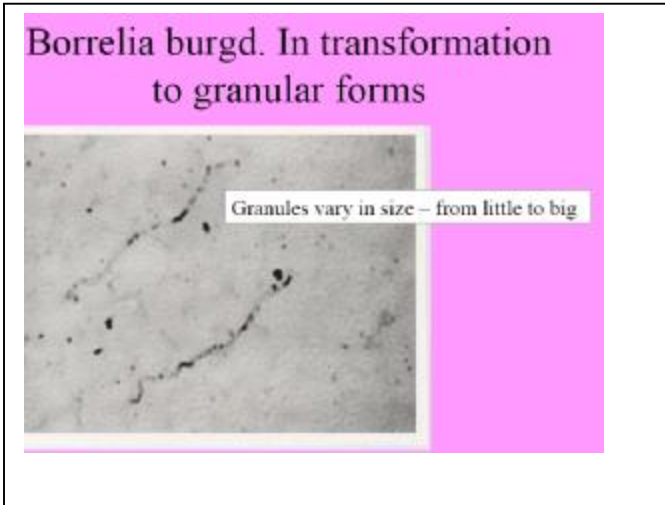 Borrelia burgd. In transformation
to granular forms
Granules vary in size – from little to big